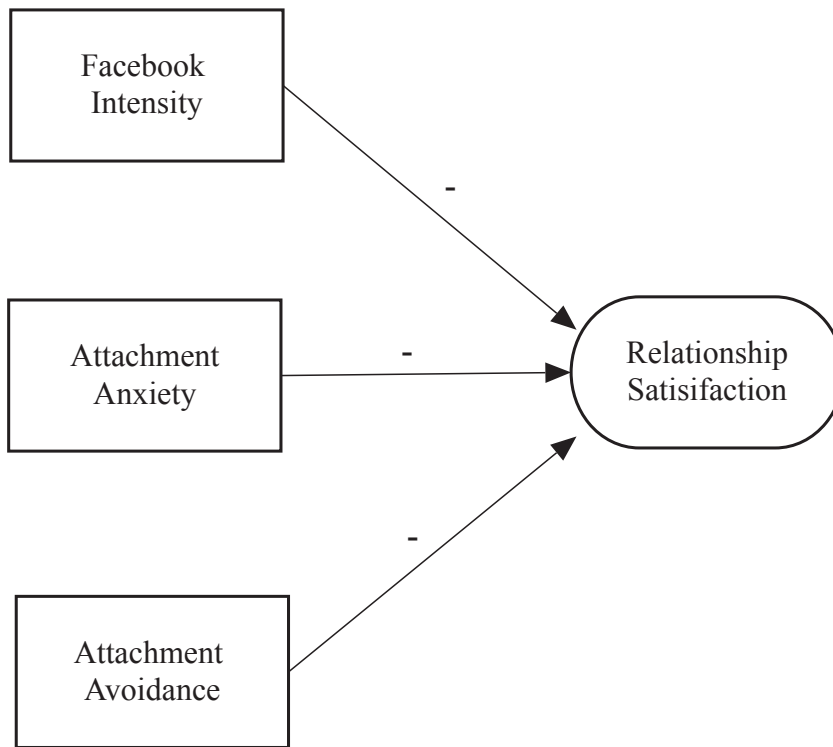 Facebook
Intensity
-
Attachment
Anxiety
-
Relationship
Satisifaction
-
Attachment
Avoidance